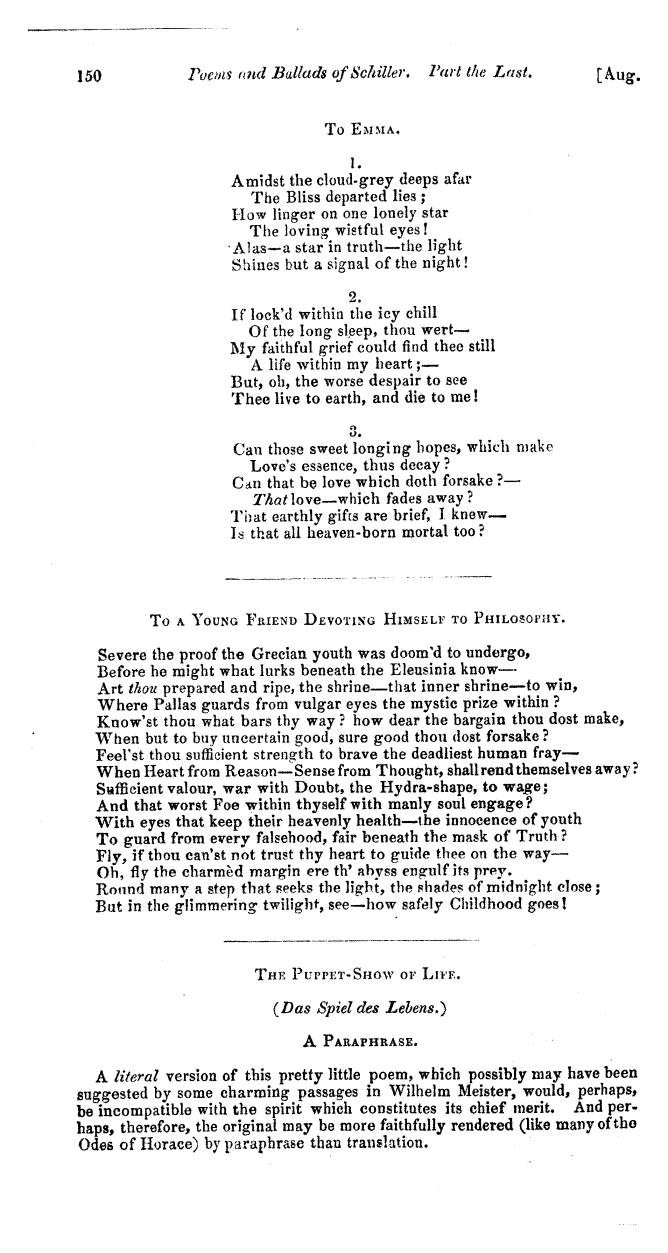 150 Poems and Ballads of Schiller. Part the Last. [Aug.
To Emma.
1.
Amidst the cloud-grey deeps afar
The Bliss departed lies ;
How linger on one lonely star
The loving wistful eyes !
Alas—a star in truth—the light
Shines but a signal of the night !
2.
If lock'd within the icy chill
Of the long sleep, thou wert—
My faithful grief could find thee still
A life within my heart ;—
But, oh, the worse despair to see
Thee live to earth, and die to me !
3.
Can those sweet longing hopes, which make
Love's essence, thus decay ?
Can that be love which doth forsake ?—
That love—which fades away ?
That earthly gifts are brief, I knew—
Is that all heaven-born mortal too ?
To a Young Friend Devoting Himself to Philosophy.
Severe the proof the Grecian youth was doom'd to undergo,
Before he might what lurks beneath the Eleusinia know—
Art thou prepared and ripe, the shrine—that inner shrine—to win,
Where Pallas guards from vulgar eyes the mystic prize within ?
Know'st thou what bars thy way ? how dear the bargain thou dost make,
When but to buy uncertain good, sure good thou dost forsake ?
Feel'st thou sufficient strength to brave the deadliest human fray—
When Heart from Reason—Sense from Thought, shall rend themselves away ?
Sufficient valour, war with Doubt, the Hydra-shape, to wage ;
And that worst Foe within thyself with manly soul engage ?
With eyes that keep their heavenly health—the innocence of youth
To guard from every falsehood, fair beneath the mask of Truth ?
Fly, if thou can'st not trust thy heart to guide thee on the way—
Oh, fly the charmèd margin ere th' abyss engulf its prey.
Round many a step that seeks the light, the shades of midnight close ;
But in the glimmering twilight, see—how safely Childhood goes !
The Puppet-Show of Life.
(Das Spiel des Lebens.)
A Paraphrase.
A literal version of this pretty little poem, which possibly may have been
suggested by some charming passages in Wilhelm Meister, would, perhaps,
be incompatible with the spirit which constitutes its chief merit. And per-
haps, therefore, the original may be more faithfully rendered (like many of the
Odes of Horace) by paraphrase than translation.